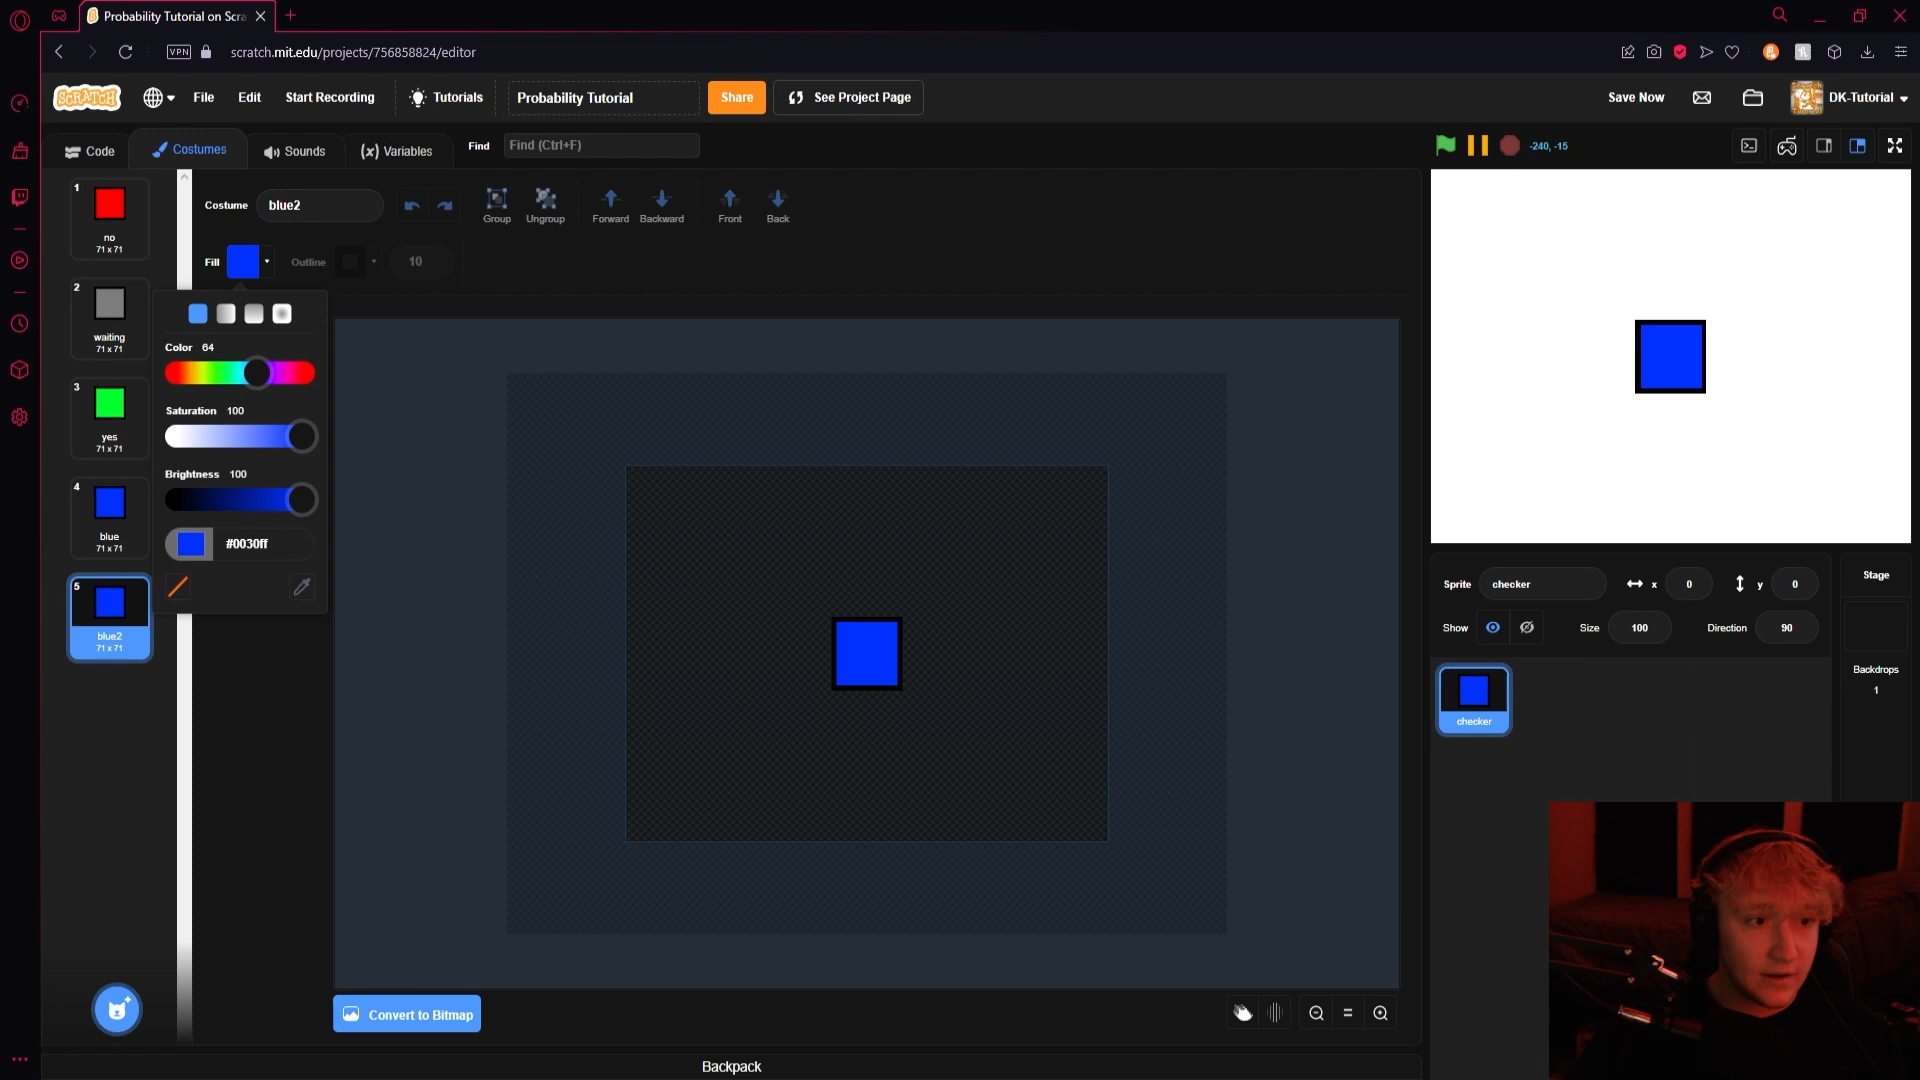 Probability Tutorial on Scra
VPN
scratch.mit.edu/projects/756858824/editor
SCRATCH
File
Edit
Start Recording
Tutorials
Probability Tutorial
Share
See Project Page
Save Now
DK-Tutorial
Code
Costumes
Sounds
(x) Variables
Find
Find (Ctrl+F)
-240, -15
1
no
71 x 71
2
waiting
71 x 71
3
yes
71 x 71
4
blue
71 x 71
5
blue2
71 x 71
Costume
blue2
Group
Ungroup
Forward
Backward
Front
Back
Fill
Outline
10
Color 64
Saturation 100
Brightness 100
#0030ff
Convert to Bitmap
Backpack
Sprite
checker
x
0
y
0
Show
Size
100
Direction
90
checker
Stage
Backdrops
1